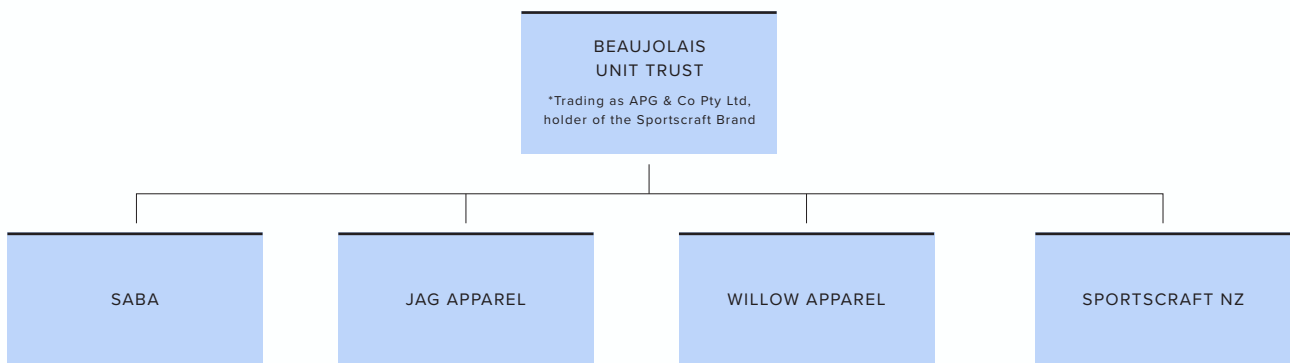 BEAUJOLAIS
UNIT TRUST
*Trading as APG & Co Pty Ltd,
holder of the Sportscraft Brand
SABA
JAG APPAREL
WILLOW APPAREL
SPORTSCRAFT NZ